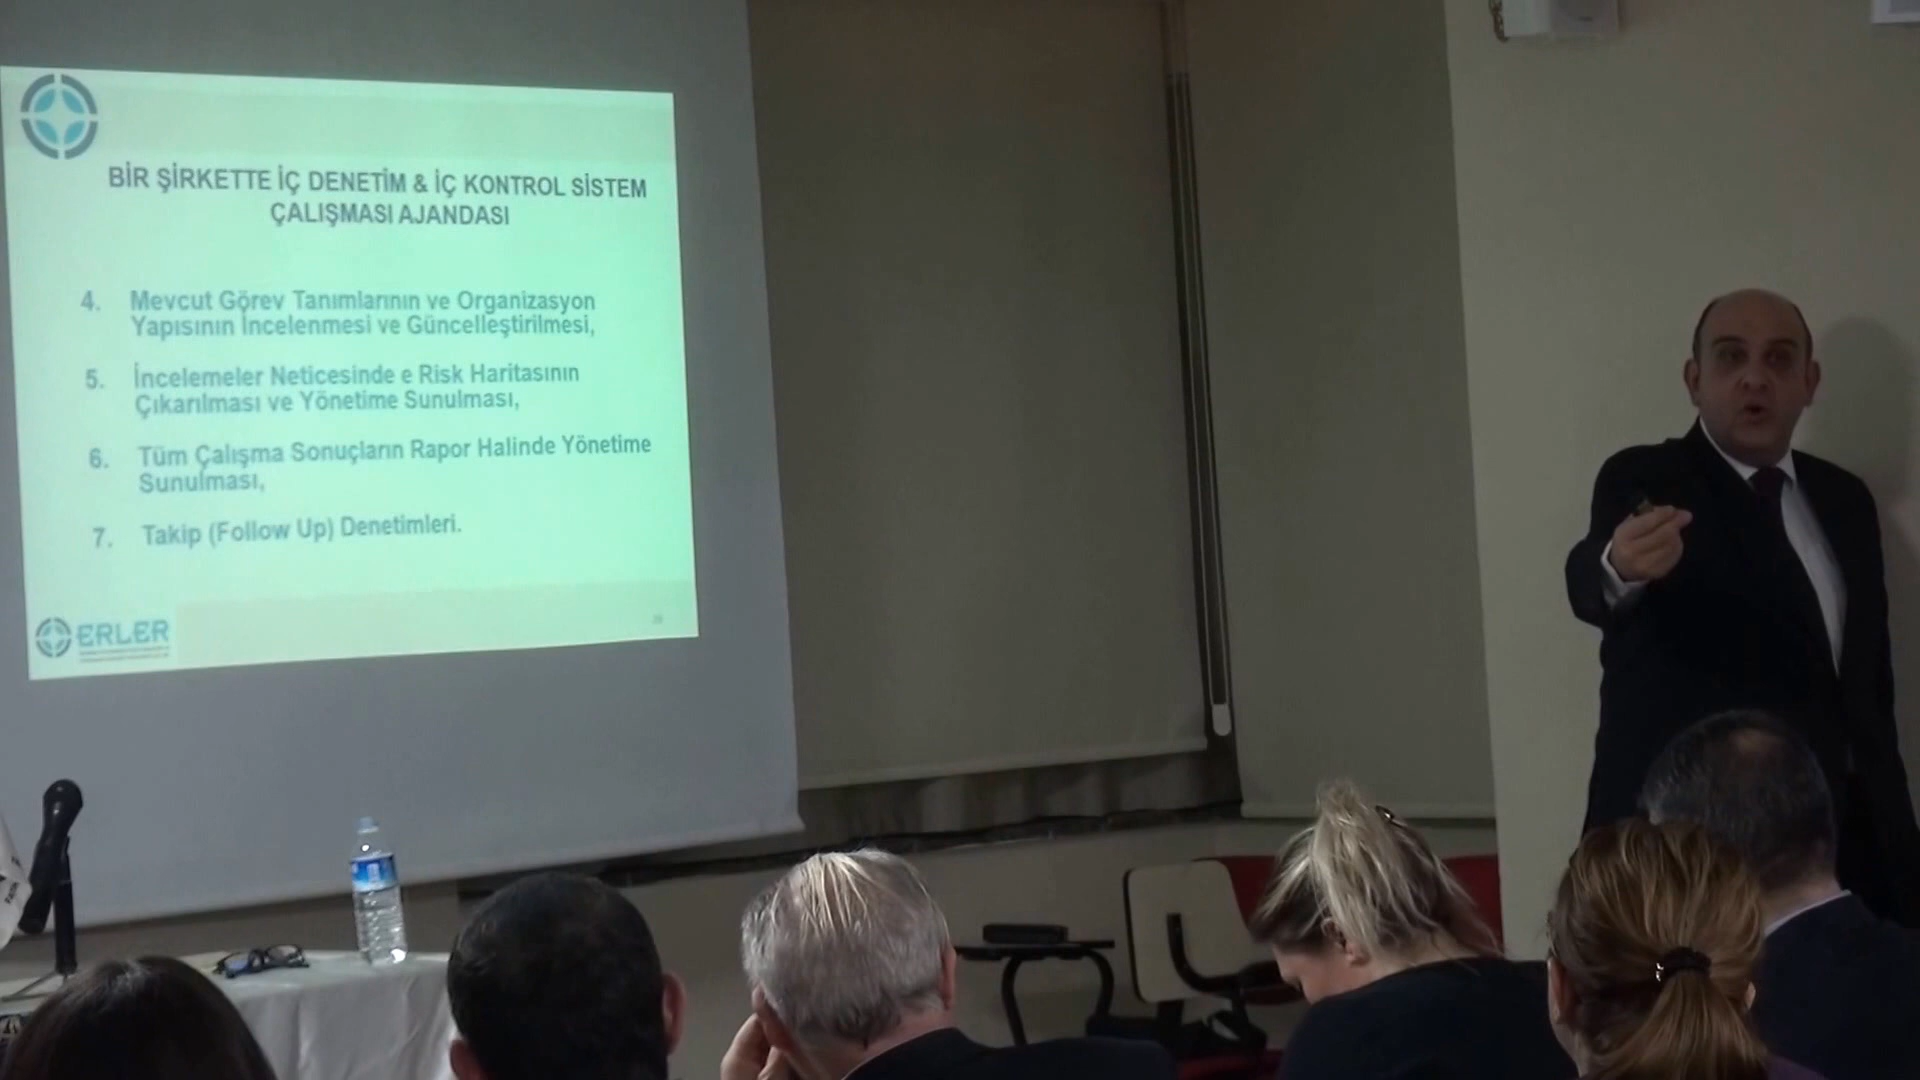 BİR ŞİRKETTE İÇ DENETİM & İÇ KONTROL SİSTEM
ÇALIŞMASI AJANDASI
4. Mevcut Görev Tanımlarının ve Organizasyon
Yapısının İncelenmesi ve Güncelleştirilmesi,
5. İncelemeler Neticesinde e Risk Haritasının
Çıkarılması ve Yönetime Sunulması,
6. Tüm Çalışma Sonuçların Rapor Halinde Yönetime
Sunulması,
7. Takip (Follow Up) Denetimleri.
ERLER